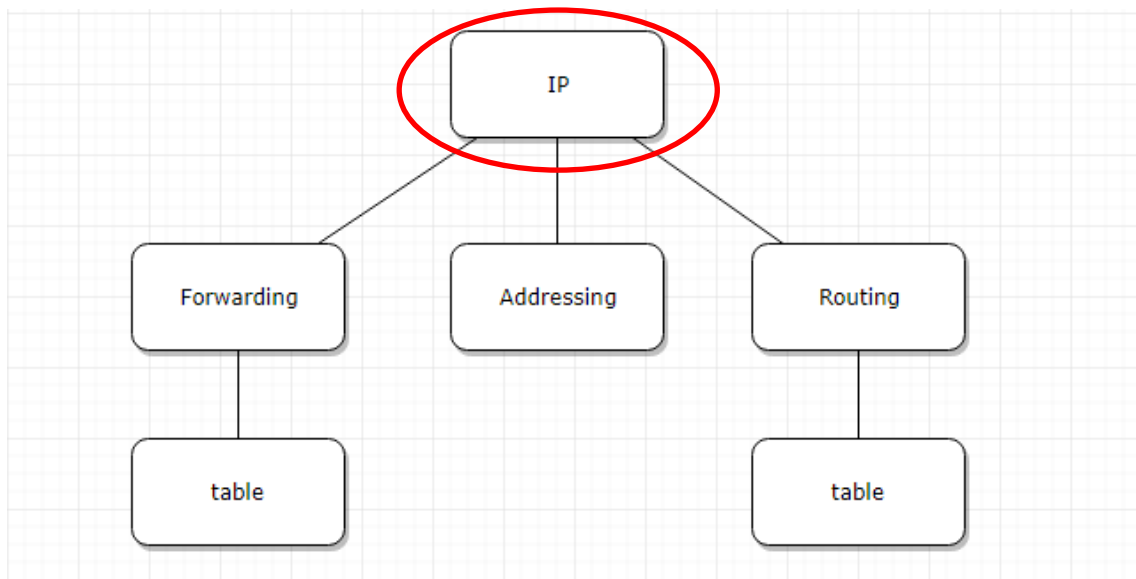 IP
Forwarding
Addressing
Routing
table
table